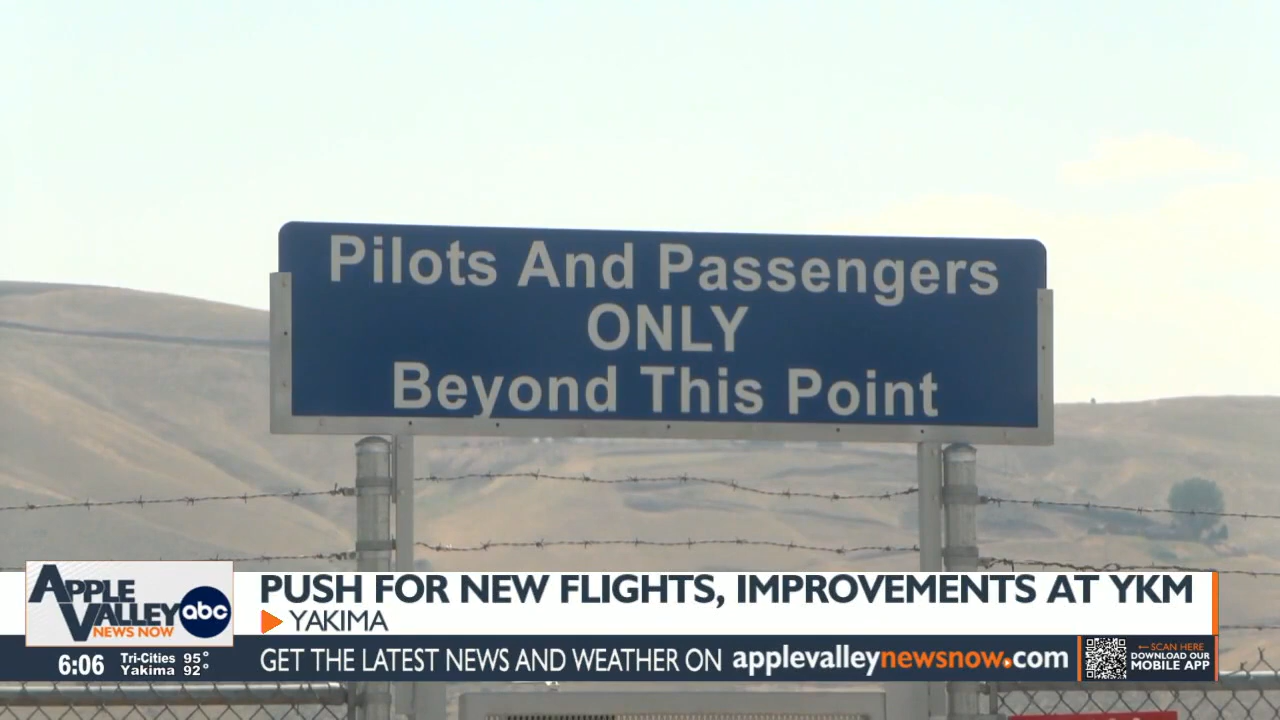 Pilots And Passengers
ONLY
Beyond This Point
APPLE
VALLEY
NEWS NOW
abc
PUSH FOR NEW FLIGHTS, IMPROVEMENTS AT YKM
YAKIMA
6:06
Tri-Cities 95°
Yakima 92°
GET THE LATEST NEWS AND WEATHER ON applevalleynewsnow.com
SCAN HERE
DOWNLOAD OUR
MOBILE APP